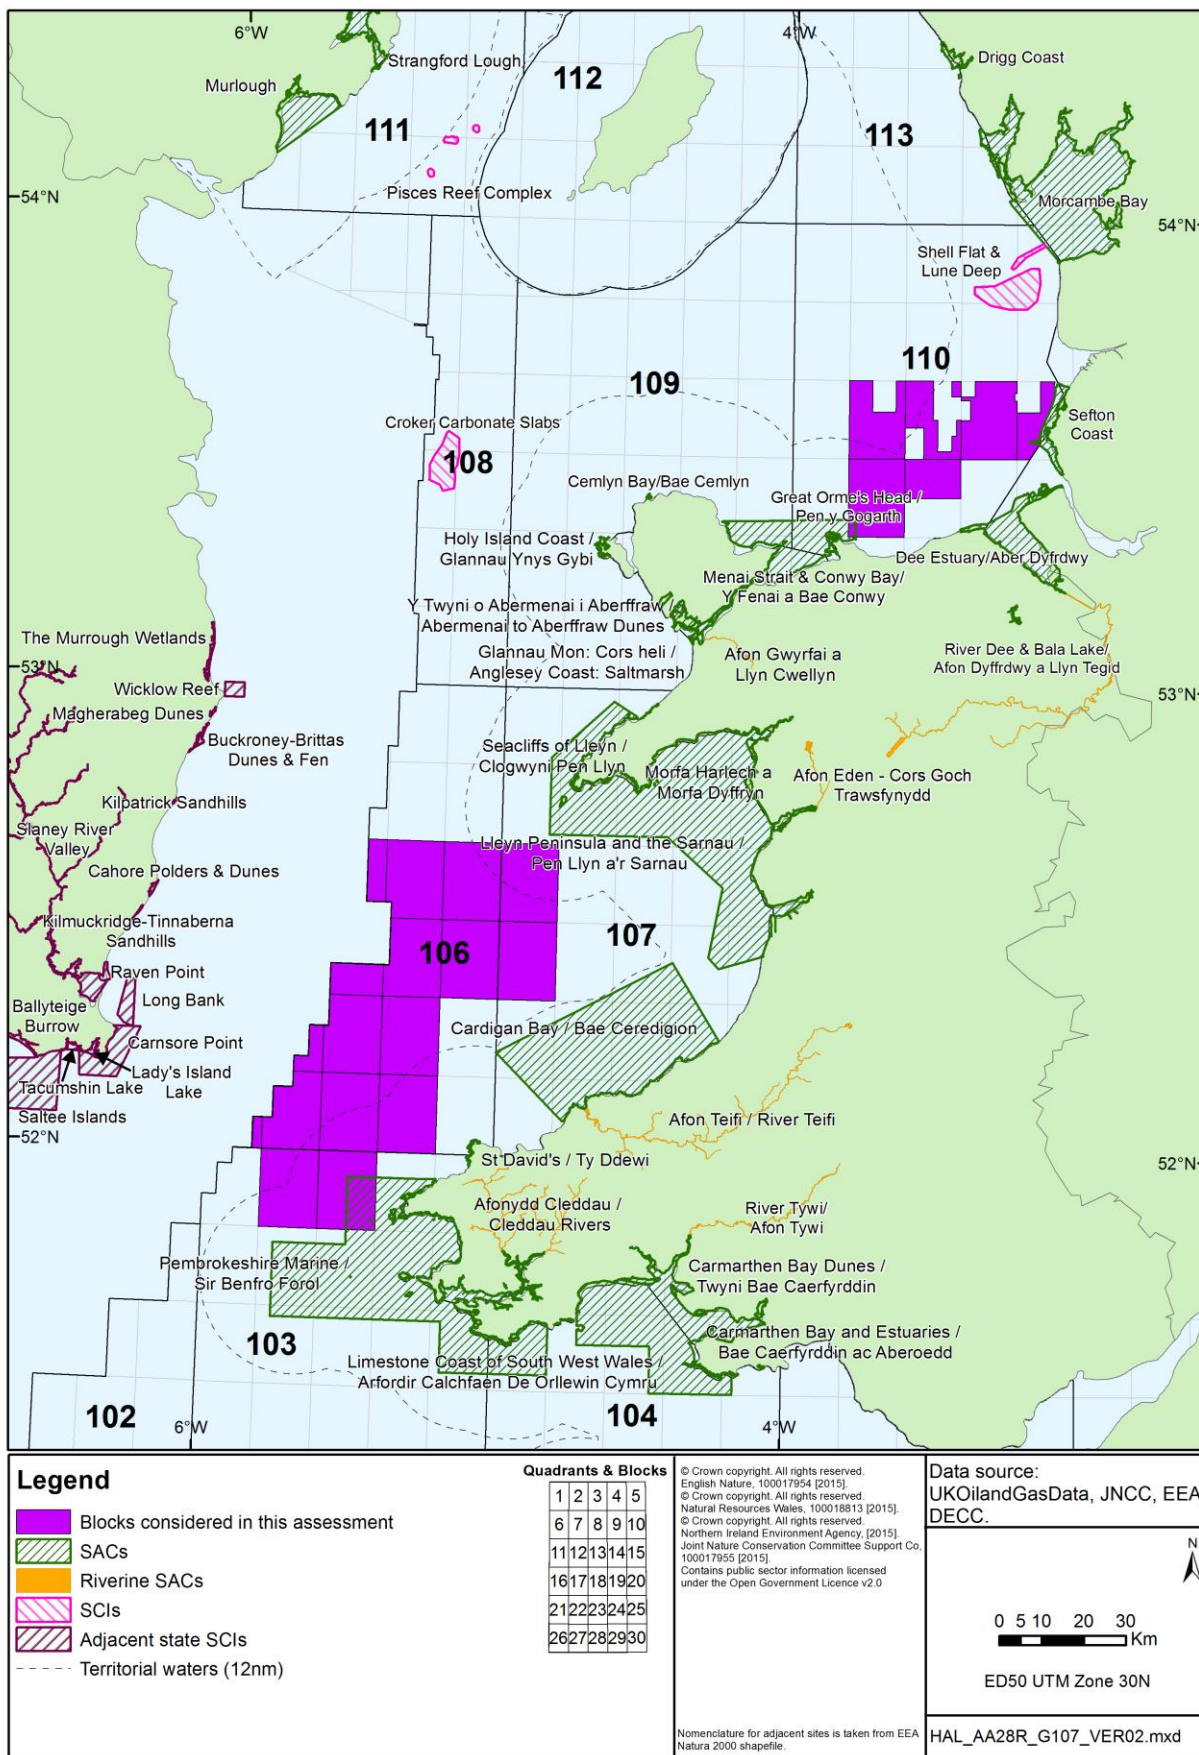 6°W
4°W
Strangford Lough
Drigg Coast
Murlough
112
111
113
54°N
Pisces Reef Complex
Morcambe Bay
54°N
Shell Flat &
Lune Deep
110
109
Croker Carbonate Slabs
Sefton
Coast
108
Cemlyn Bay/Bae Cemlyn
Great Orme's Head /
Pen y Gogarth
Holy Island Coast /
Glannau Ynys Gybi
Dee Estuary/Aber Dyfrdwy
Menai Strait & Conwy Bay/
Y Fenai a Bae Conwy
Y Twyni o Abermenai i Aberffraw /
Abermenai to Aberffraw Dunes
The Murrough Wetlands
Glannau Mon: Cors heli /
Anglesey Coast: Saltmarsh
Afon Gwyrfai a
Llyn Cwellyn
River Dee & Bala Lake/
Afon Dyffrdwy a Llyn Tegid
53°N
53°N
Wicklow Reef
Magherabeg Dunes
Buckroney-Brittas
Dunes & Fen
Seacliffs of Lleyn /
Clogwyni Pen Llyn
Morfa Harlech a
Morfa Dyffryn
Afon Eden - Cors Goch
Trawsfynydd
Kilpatrick Sandhills
Slaney River
Valley
Lleyn Peninsula and the Sarnau /
Pen Llyn a'r Sarnau
Cahore Polders & Dunes
Kilmuckridge-Tinnaberna
Sandhills
107
106
Raven Point
Ballyteige
Burrow
Long Bank
Cardigan Bay / Bae Ceredigion
Carnsore Point
Lady's Island
Lake
Tacumshin Lake
Saltee Islands
Afon Teifi / River Teifi
52°N
52°N
St David's / Ty Ddewi
Afonydd Cleddau /
Cleddau Rivers
River Tywi/
Afon Tywi
Pembrokeshire Marine /
Sir Benfro Forol
Carmarthen Bay Dunes /
Twyni Bae Caerfyrddin
103
Carmarthen Bay and Estuaries /
Bae Caerfyrddin ac Aberoedd
Limestone Coast of South West Wales /
Arfordir Calchfaen De Orllewin Cymru
102
104
6°W
4°W
Legend
Blocks considered in this assessment
SACs
Riverine SACs
SCIs
Adjacent state SCIs
Territorial waters (12nm)
Quadrants & Blocks
1 2 3 4 5
6 7 8 9 10
11 12 13 14 15
16 17 18 19 20
21 22 23 24 25
26 27 28 29 30
© Crown copyright. All rights reserved.
English Nature, 100017954 [2015].
© Crown copyright. All rights reserved.
Natural Resources Wales, 100018813 [2015].
© Crown copyright. All rights reserved.
Northern Ireland Environment Agency, [2015].
Joint Nature Conservation Committee Support Co,
100017955 [2015].
Contains public sector information licensed
under the Open Government Licence v2.0
Nomenclature for adjacent sites is taken from EEA
Natura 2000 shapefile.
Data source:
UKOilandGasData, JNCC, EEA,
DECC.
N
0 5 10 20 30
Km
ED50 UTM Zone 30N
HAL_AA28R_G107_VER02.mxd